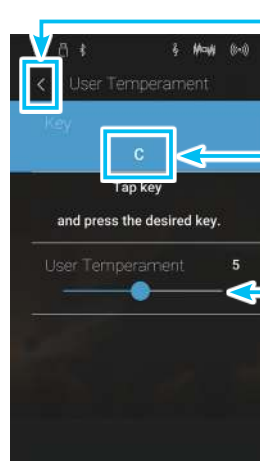 User Temperament
Key
C
Tap key
and press the desired key.
User Temperament 5